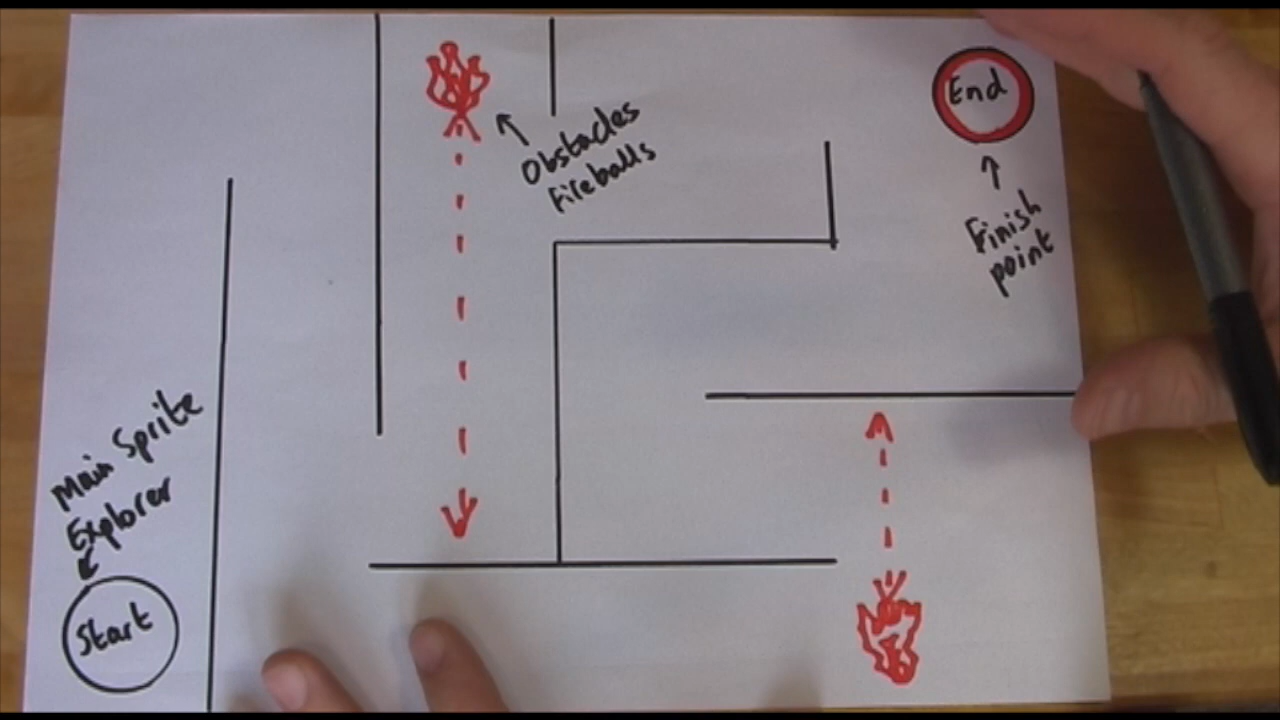 Obstacles
Fireballs
End
Finish
point
Main Sprite
Explorer
Start